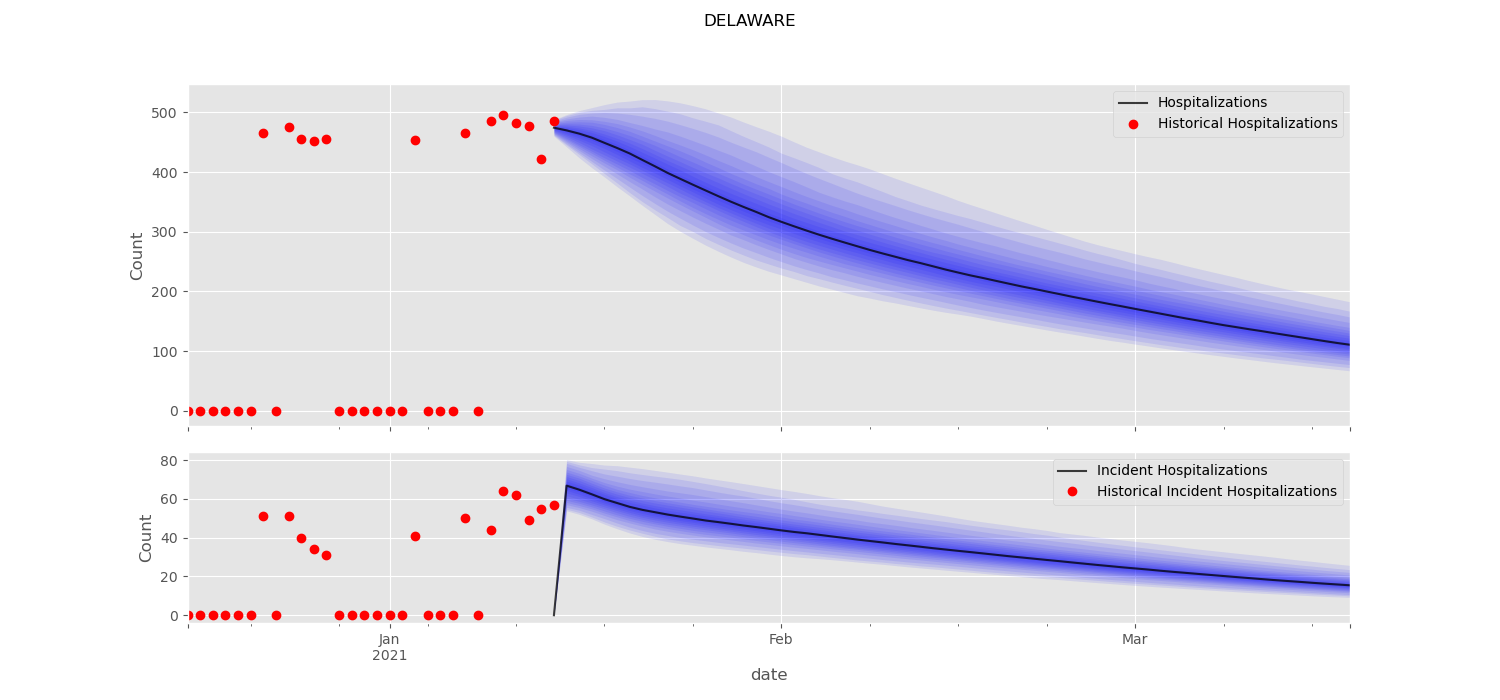 DELAWARE
500
400
300
200
100
0
Count
Hospitalizations
Historical Hospitalizations
80
60
40
20
0
Count
Incident Hospitalizations
Historical Incident Hospitalizations
Jan
2021
Feb
Mar
date